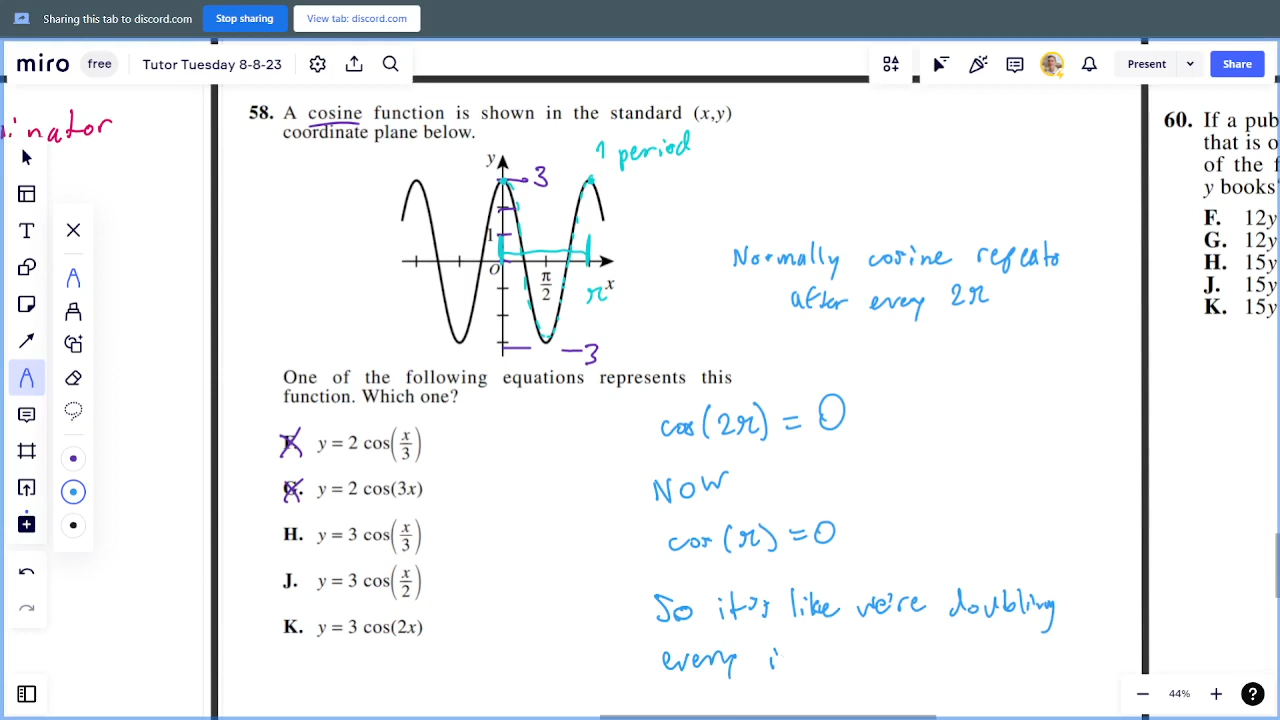 Sharing this tab to discord.com
Stop sharing
View tab: discord.com
miro
free
Tutor Tuesday 8-8-23
Present
Share
inator
58. A cosine function is shown in the standard (x,y)
coordinate plane below.
1 period
y
3
1
O
π
2
π
x
-3
Normally cosine repeats
after every 2π
One of the following equations represents this
function. Which one?
F. y = 2 cos(x/3)
G. y = 2 cos(3x)
H. y = 3 cos(x/3)
J. y = 3 cos(x/2)
K. y = 3 cos(2x)
cos(2π) = 0
NOW
cos(π) = 0
So it's like we're doubling
every i
60. If a pub
that is o
of the f
y books
F. 12y
G. 12y
H. 15y
J. 15y
K. 15y
44%